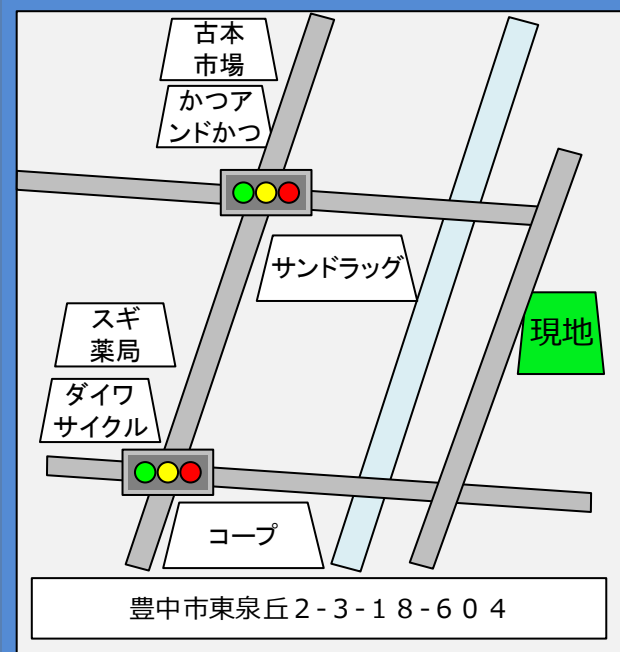 古本
市場
かつア
ンドかつ
サンドラッグ
スギ
薬局
現地
ダイワ
サイクル
コープ
豊中市東泉丘２-３-１８-６０４